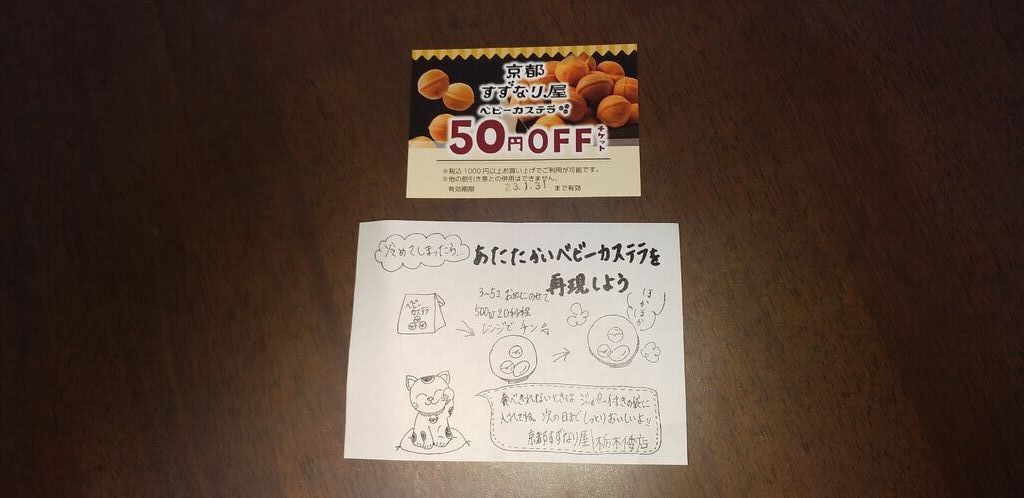 京都
すずなり屋
ベビーカステラ
50円OFFチケット
※税込1000円以上お買い上げでご利用が可能です。
※他の割引き券との併用はできません。
有効期限 23.1.31 まで有効
冷めてしまったら...
あたたかいベビーカステラを
再現しよう
ベビー
カステラ
3~5コ お皿にのせて
500W 20秒程
レンジで チン
ほかほか
食べきれないときは ジッパー付きの袋に
入れてね。次の日まで しっとりおいしいよ!!
京都すずなり屋 栃木倭店